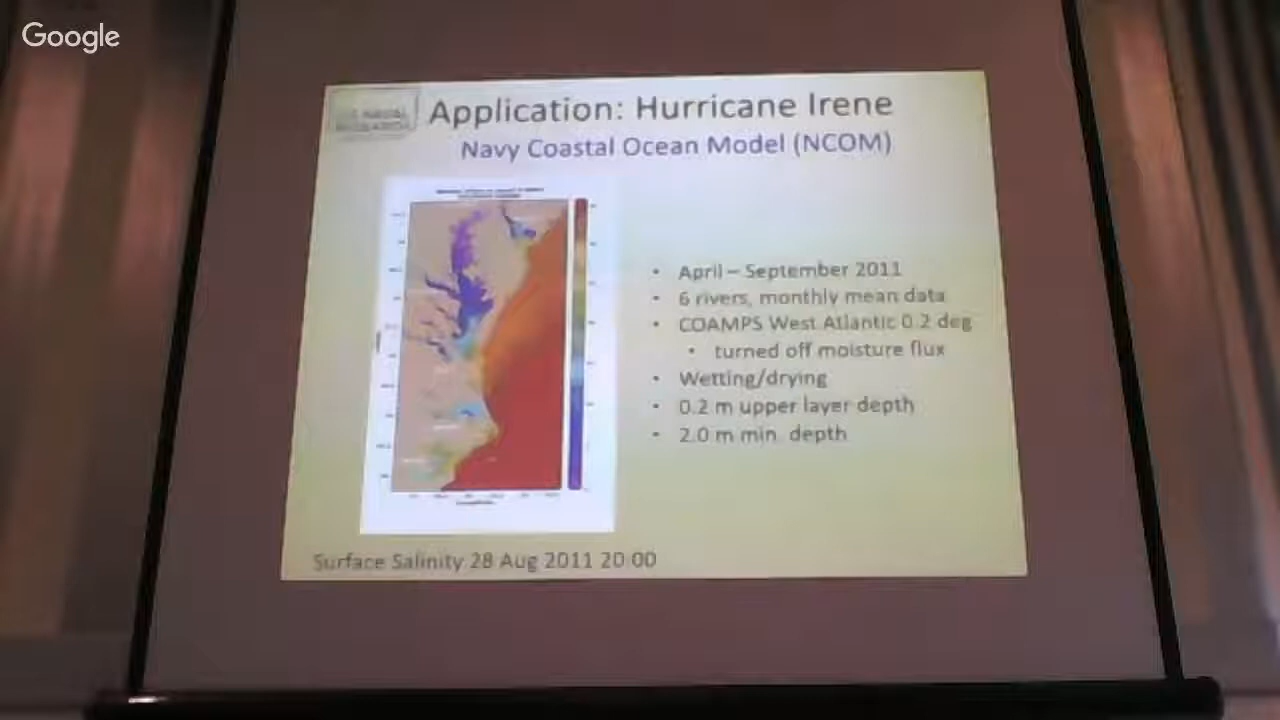 Google
U.S. NAVAL
RESEARCH
Application: Hurricane Irene
Navy Coastal Ocean Model (NCOM)
• April – September 2011
• 6 rivers, monthly mean data
• COAMPS West Atlantic 0.2 deg
• turned off moisture flux
• Wetting/drying
• 0.2 m upper layer depth
• 2.0 m min. depth
Surface Salinity 28 Aug 2011 20:00